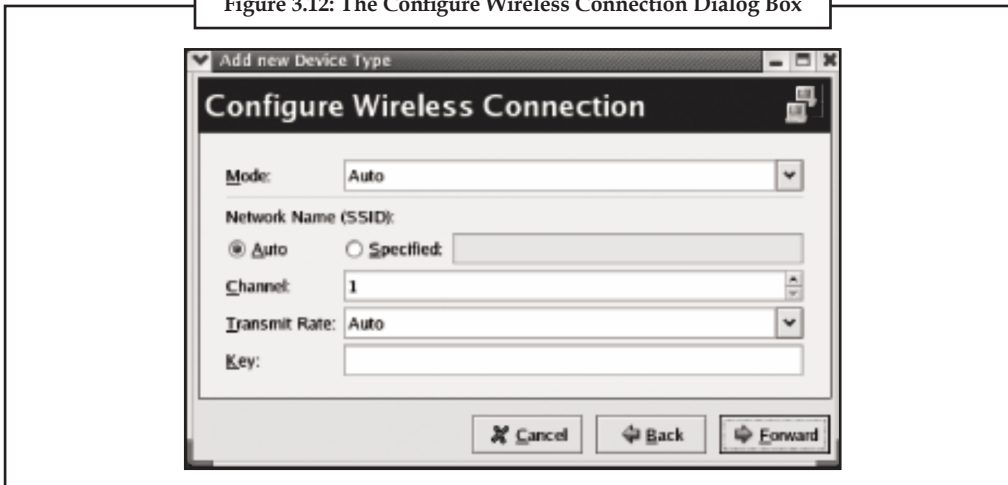 Figure 3.12: The Configure Wireless Connection Dialog Box
Add new Device Type
Configure Wireless Connection
Mode: Auto
Network Name (SSID):
Auto Specified:
Channel: 1
Transmit Rate: Auto
Key:
Cancel Back Forward